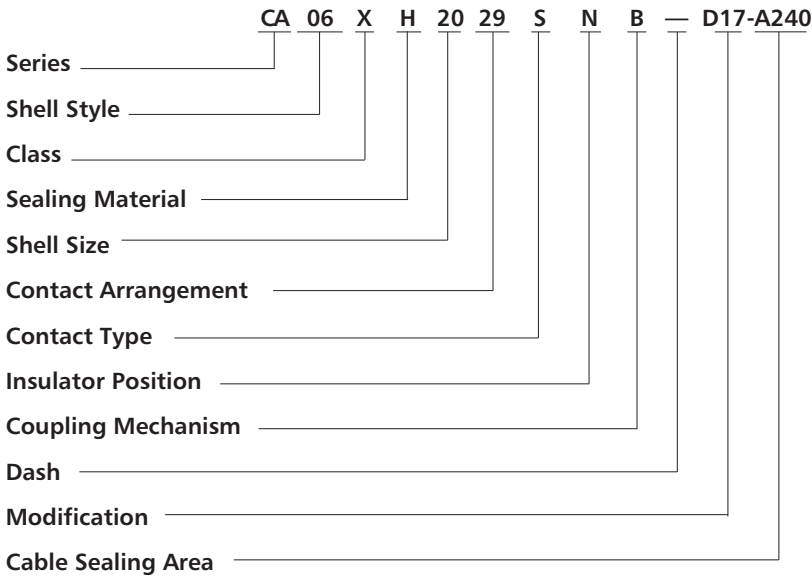 CA 06 X H 20 29 S N B — D17-A240
Series
Shell Style
Class
Sealing Material
Shell Size
Contact Arrangement
Contact Type
Insulator Position
Coupling Mechanism
Dash
Modification
Cable Sealing Area